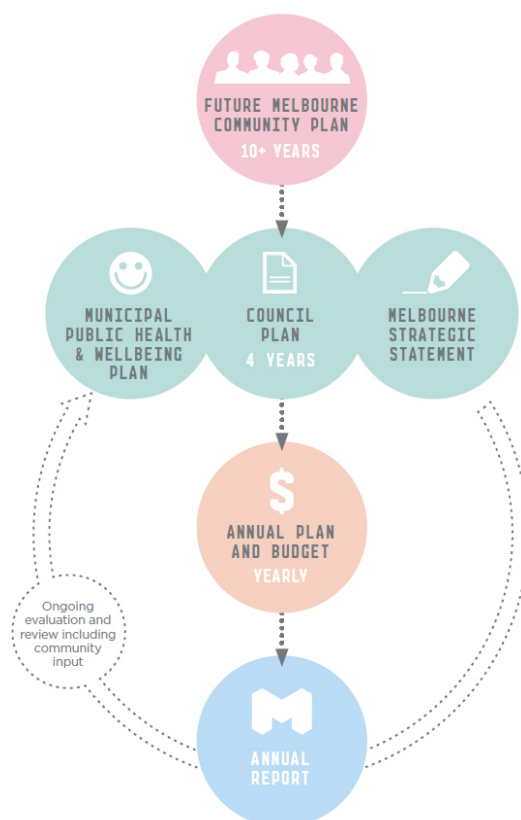 FUTURE MELBOURNE
COMMUNITY PLAN
10+ YEARS
MUNICIPAL
PUBLIC HEALTH
& WELLBEING
PLAN
COUNCIL
PLAN
4 YEARS
MELBOURNE
STRATEGIC
STATEMENT
$
ANNUAL PLAN
AND BUDGET
YEARLY
Ongoing
evaluation and
review including
community
input
ANNUAL
REPORT